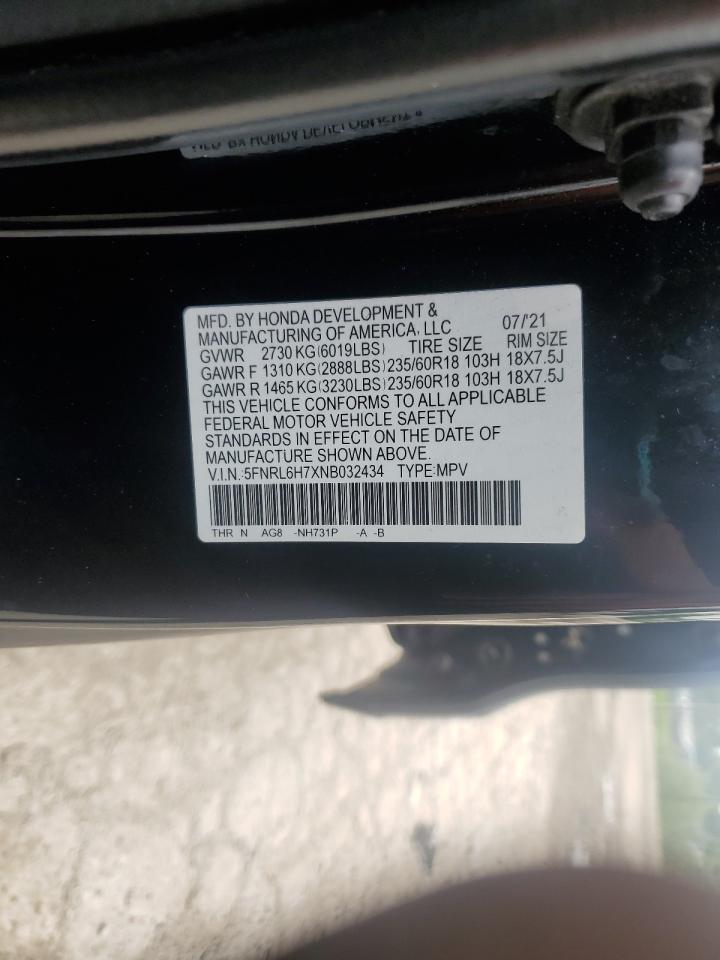 MFD. BY HONDA DEVELOPMENT &
MANUFACTURING OF AMERICA, LLC 07/'21
GVWR 2730 KG (6019LBS) TIRE SIZE RIM SIZE
GAWR F 1310 KG (2888LBS) 235/60R18 103H 18X7.5J
GAWR R 1465 KG (3230LBS) 235/60R18 103H 18X7.5J
THIS VEHICLE CONFORMS TO ALL APPLICABLE
FEDERAL MOTOR VEHICLE SAFETY
STANDARDS IN EFFECT ON THE DATE OF
MANUFACTURE SHOWN ABOVE.
V.I.N.:5FNRL6H7XNB032434 TYPE:MPV
THR N AG8 -NH731P -A -B
A